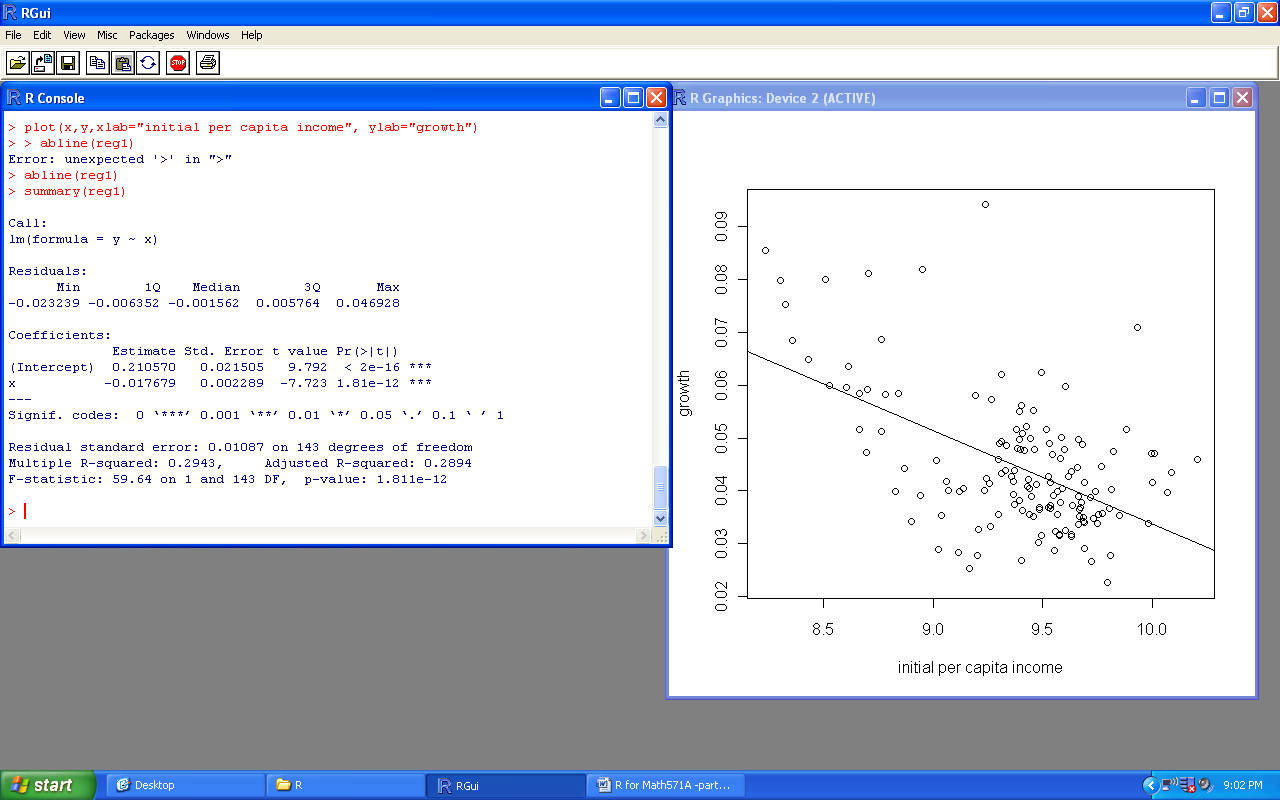 RGui
File Edit View Misc Packages Windows Help
STOP
R Console
> plot(x,y,xlab="initial per capita income", ylab="growth")
> > abline(reg1)
Error: unexpected '>' in ">"
> abline(reg1)
> summary(reg1)
Call:
lm(formula = y ~ x)
Residuals:
Min 1Q Median 3Q Max
-0.023239 -0.006352 -0.001562 0.005764 0.046928
Coefficients:
Estimate Std. Error t value Pr(>|t|)
(Intercept) 0.210570 0.021505 9.792 < 2e-16 ***
x -0.017679 0.002289 -7.723 1.81e-12 ***
---
Signif. codes: 0 ‘***’ 0.001 ‘**’ 0.01 ‘*’ 0.05 ‘.’ 0.1 ‘ ’ 1
Residual standard error: 0.01087 on 143 degrees of freedom
Multiple R-squared: 0.2943, Adjusted R-squared: 0.2894
F-statistic: 59.64 on 1 and 143 DF, p-value: 1.811e-12
>
R Graphics: Device 2 (ACTIVE)
growth
0.09
0.08
0.07
0.06
0.05
0.04
0.03
0.02
8.5 9.0 9.5 10.0
initial per capita income
start Desktop R RGui R for Math571A -part... 9:02 PM